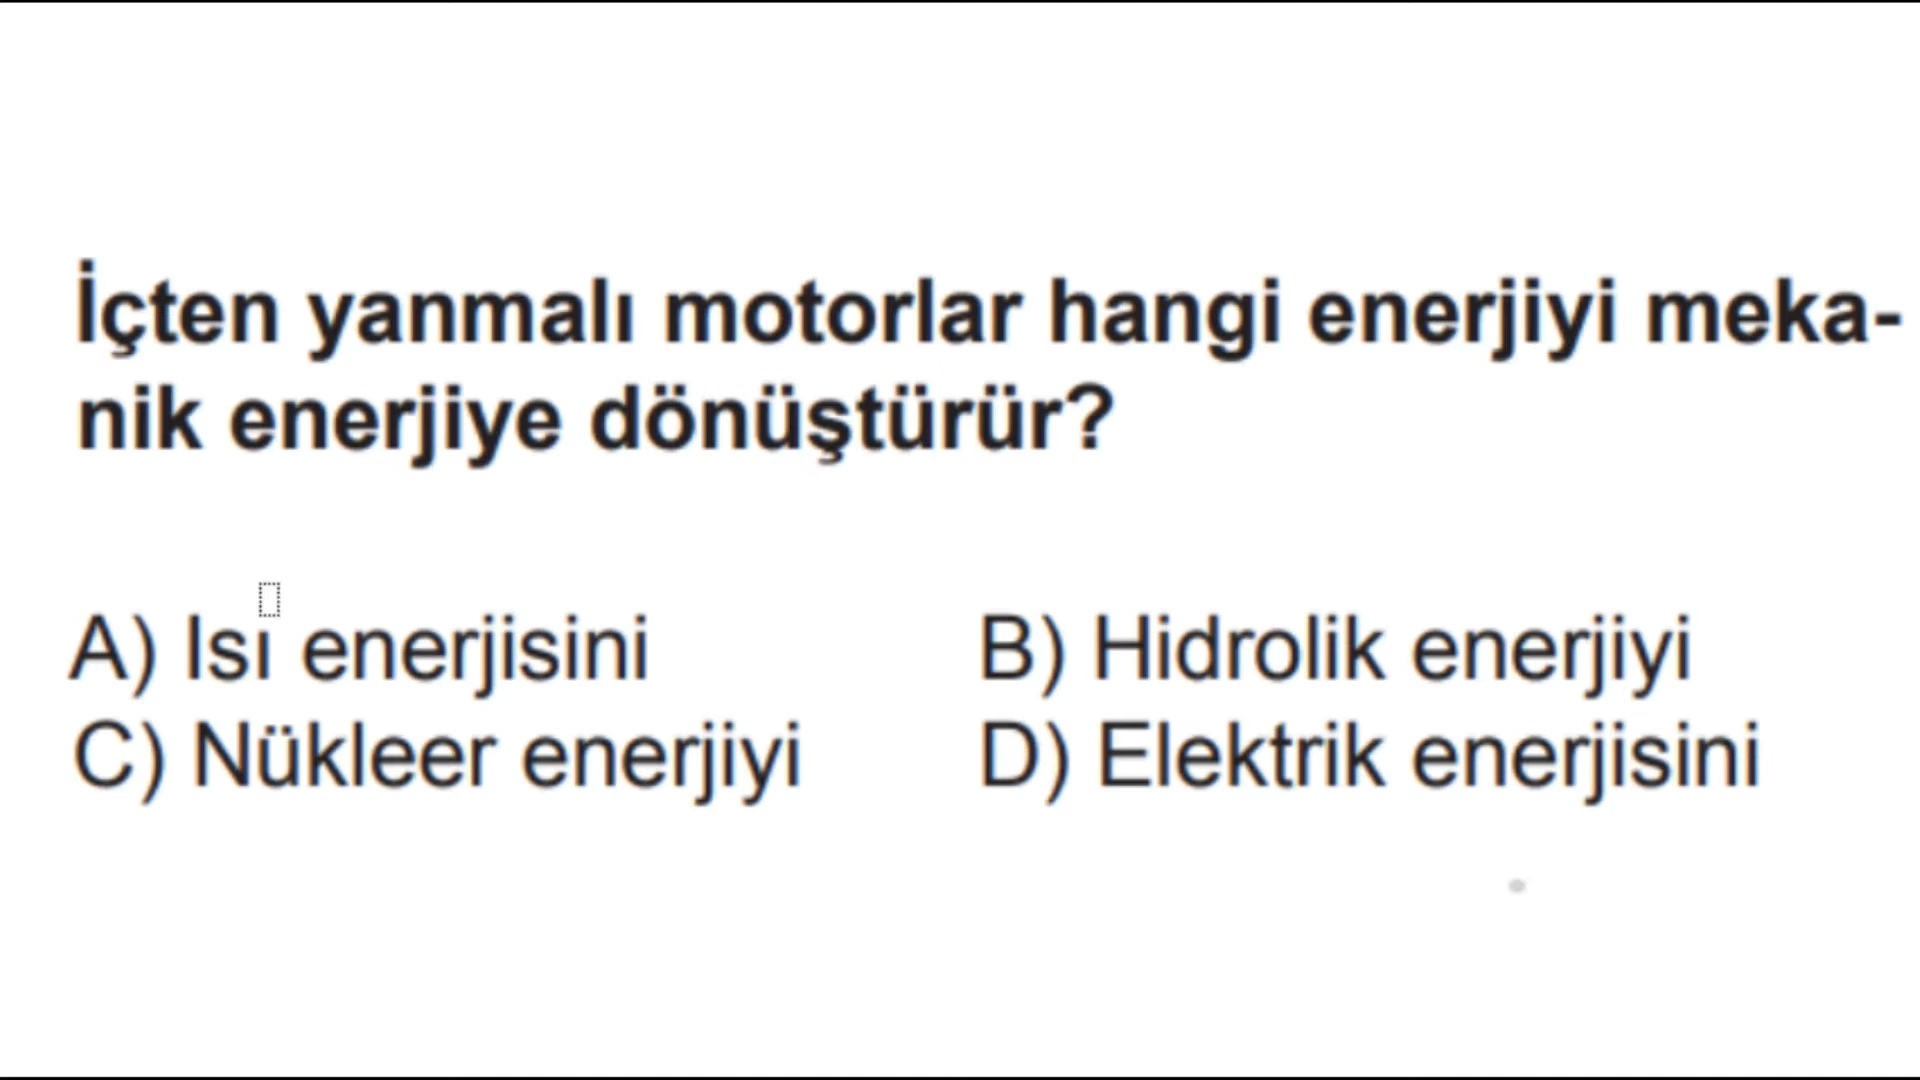 İçten yanmalı motorlar hangi enerjiyi meka-
nik enerjiye dönüştürür?
A) Isı enerjisini B) Hidrolik enerjiyi
C) Nükleer enerjiyi D) Elektrik enerjisini